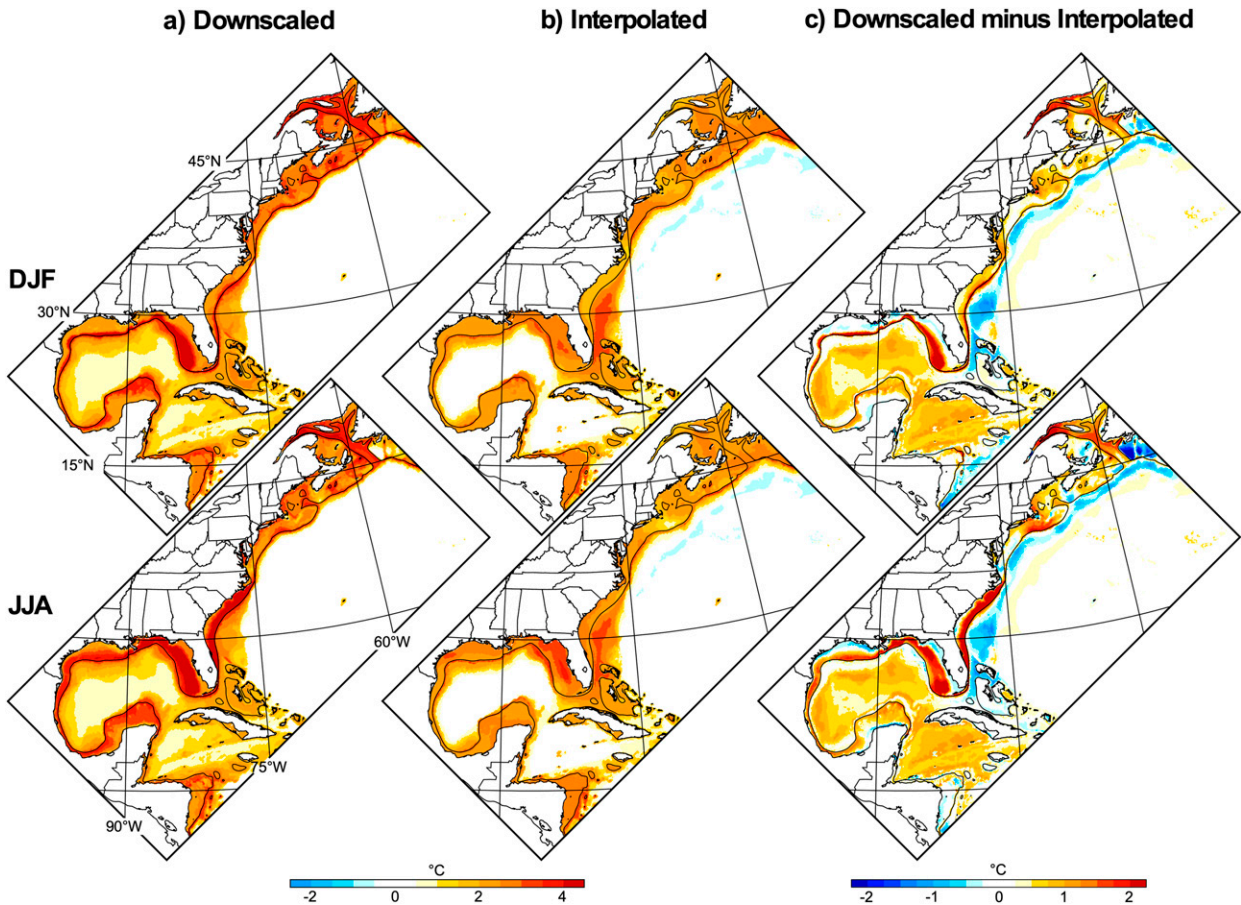 a) Downscaled
b) Interpolated
c) Downscaled minus Interpolated
45°N
DJF
30°N
15°N
JJA
60°W
75°W
90°W
°C
-2 0 2 4
°C
-2 -1 0 1 2